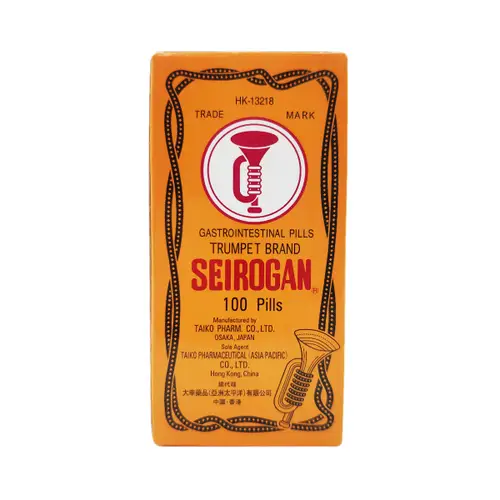 HK-13218
TRADE MARK
GASTROINTESTINAL PILLS
TRUMPET BRAND
SEIROGAN®
100 Pills
Manufactured by
TAIKO PHARM. CO., LTD.
OSAKA, JAPAN
Sole Agent
TAIKO PHARMACEUTICAL (ASIA PACIFIC)
CO., LTD.
Hong Kong, China
總代理
大幸藥品(亞洲太平洋)有限公司
中國·香港